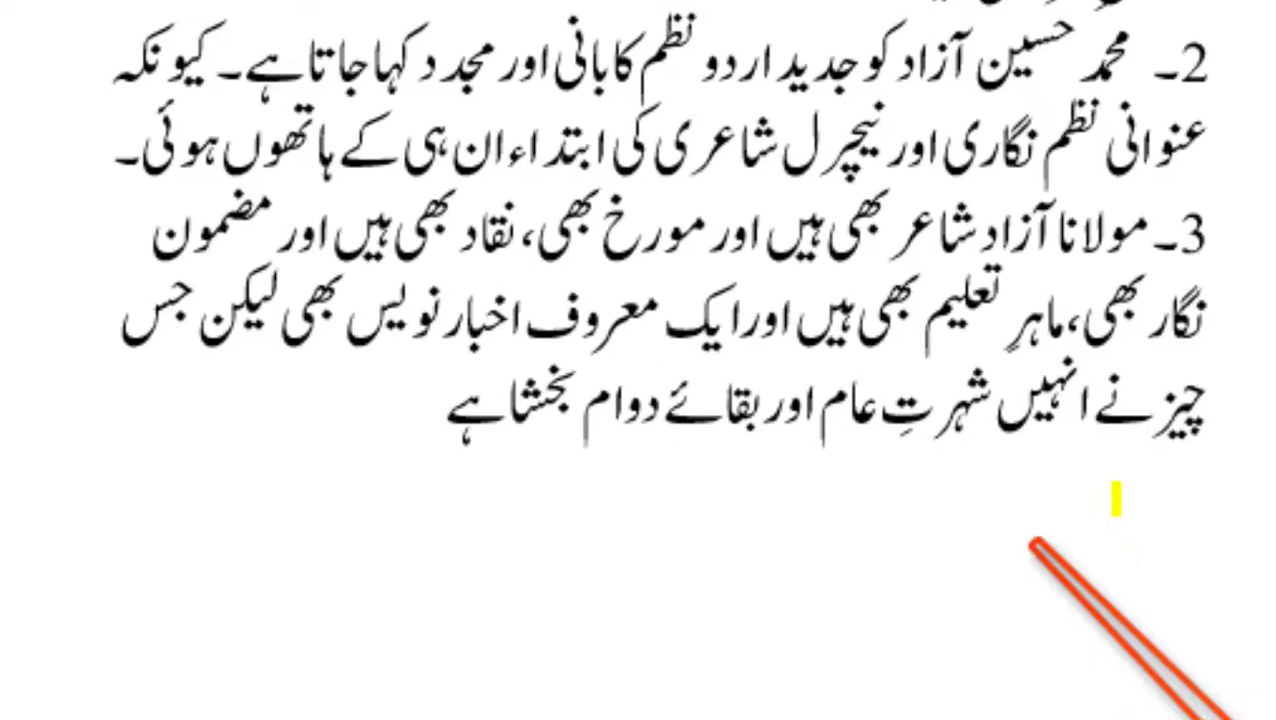 2۔ محمد حسین آزاد کو جدید اردو نظم کا بانی اور مجدد کہا جاتا ہے۔ کیونکہ
عنوانی نظم نگاری اور نیچرل شاعری کی ابتداء ان ہی کے ہاتھوں ہوئی۔
3۔ مولانا آزاد شاعر بھی ہیں اور مورخ بھی، نقاد بھی ہیں اور مضمون
نگار بھی، ماہرِ تعلیم بھی ہیں اور ایک معروف اخبار نویس بھی لیکن جس
چیز نے انہیں شہرتِ عام اور بقائے دوام بخشا ہے